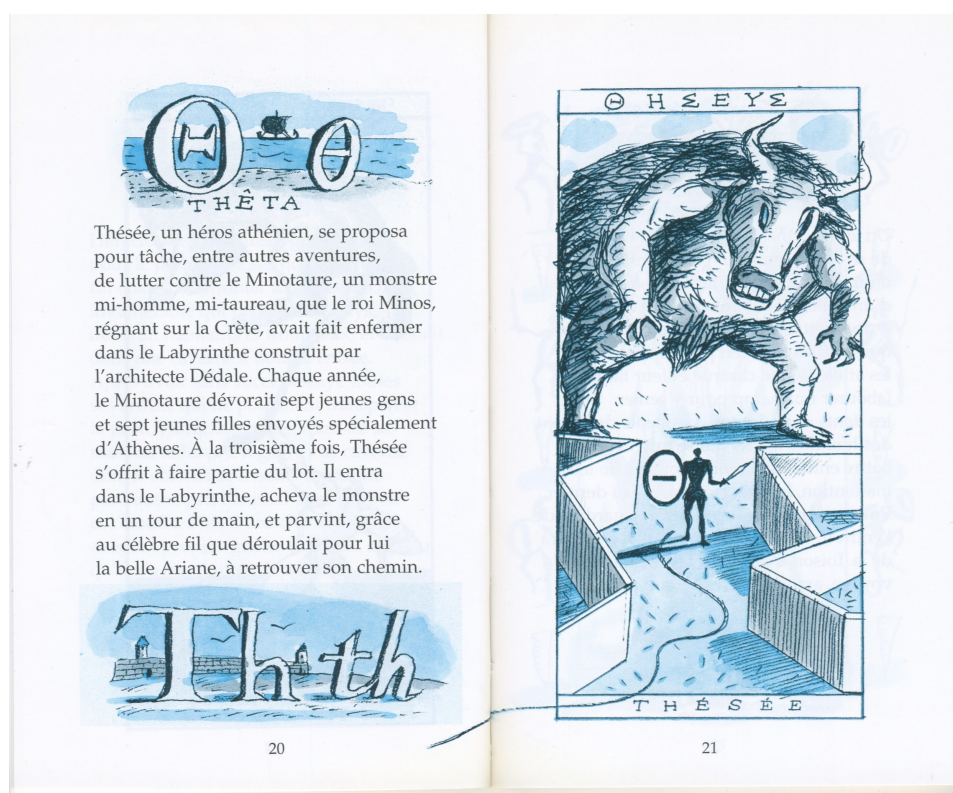 Θ θ
THÊTA
Thésée, un héros athénien, se proposa
pour tâche, entre autres aventures,
de lutter contre le Minotaure, un monstre
mi-homme, mi-taureau, que le roi Minos,
régnant sur la Crète, avait fait enfermer
dans le Labyrinthe construit par
l’architecte Dédale. Chaque année,
le Minotaure dévorait sept jeunes gens
et sept jeunes filles envoyés spécialement
d’Athènes. À la troisième fois, Thésée
s’offrit à faire partie du lot. Il entra
dans le Labyrinthe, acheva le monstre
en un tour de main, et parvint, grâce
au célèbre fil que déroulait pour lui
la belle Ariane, à retrouver son chemin.
Th th
20
ΘΗΣΕΥΣ
Θ
THÉSÉE
21